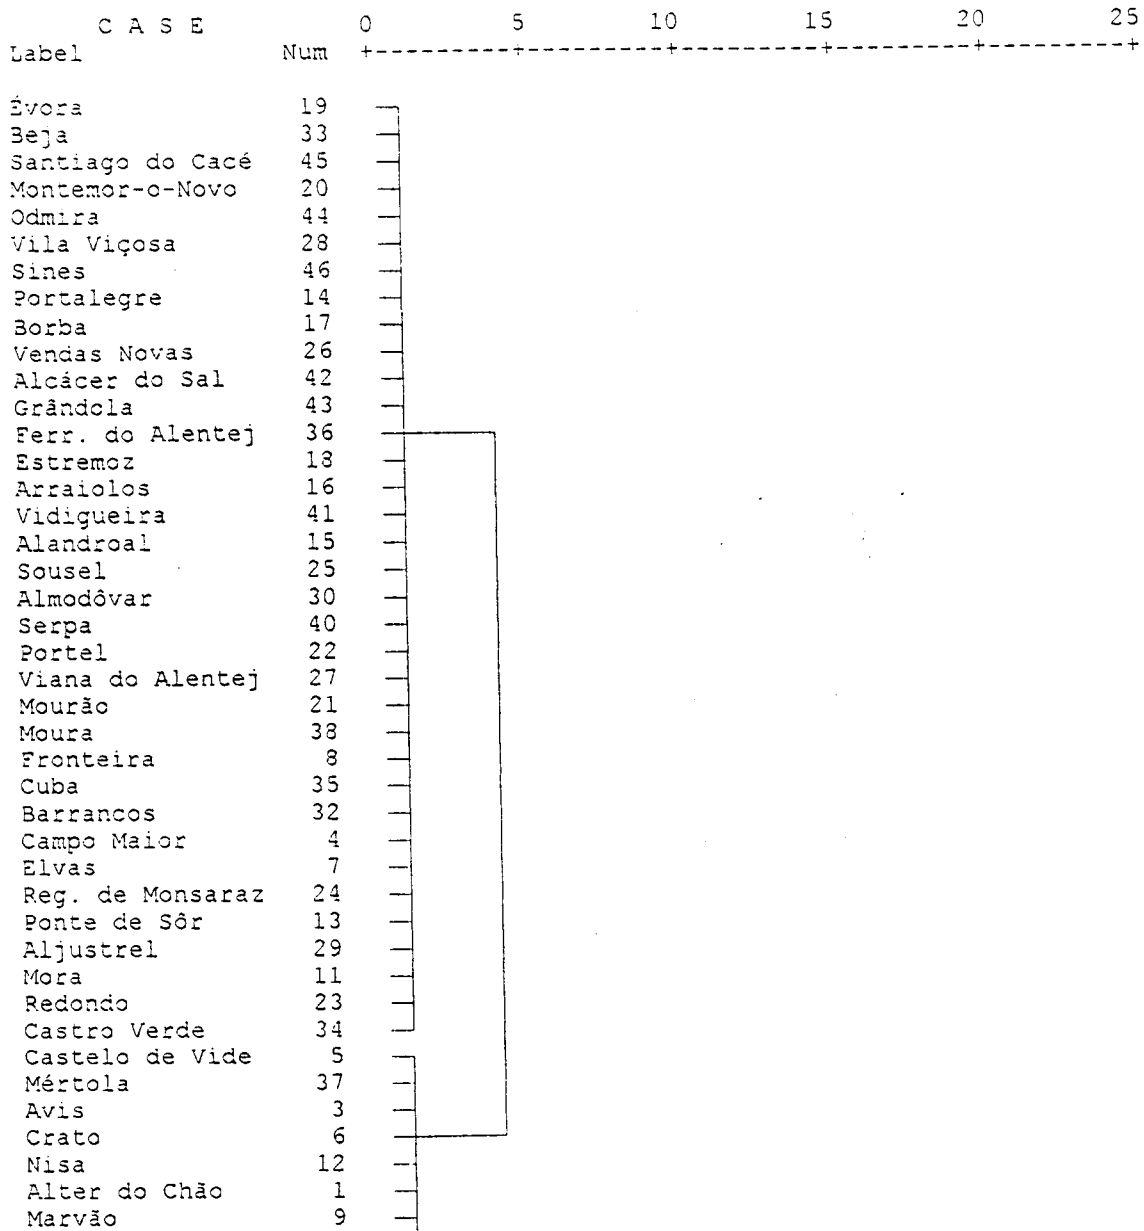 C A S E 0 5 10 15 20 25
Label Num +---------+---------+---------+---------+---------+
Évora 19
Beja 33
Santiago do Cacé 45
Montemor-o-Novo 20
Odmira 44
Vila Viçosa 28
Sines 46
Portalegre 14
Borba 17
Vendas Novas 26
Alcácer do Sal 42
Grândola 43
Ferr. do Alentej 36
Estremoz 18
Arraiolos 16
Vidigueira 41
Alandroal 15
Sousel 25
Almodôvar 30
Serpa 40
Portel 22
Viana do Alentej 27
Mourão 21
Moura 38
Fronteira 8
Cuba 35
Barrancos 32
Campo Maior 4
Elvas 7
Reg. de Monsaraz 24
Ponte de Sôr 13
Aljustrel 29
Mora 11
Redondo 23
Castro Verde 34
Castelo de Vide 5
Mértola 37
Avis 3
Crato 6
Nisa 12
Alter do Chão 1
Marvão 9